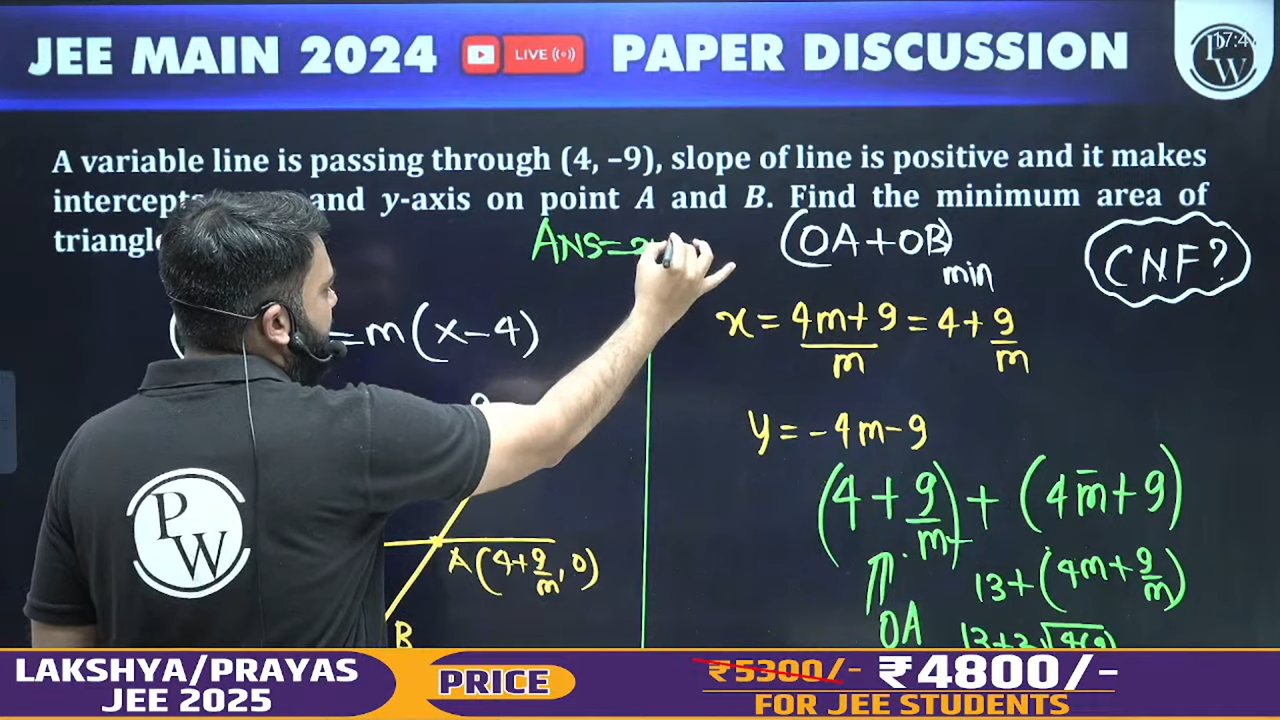 JEE MAIN 2024 LIVE PAPER DISCUSSION
17:4
PW
A variable line is passing through (4, –9), slope of line is positive and it makes
and y-axis on point A and B. Find the minimum area of
ANS=
(OA+OB)
min
CNF?
=m(x-4)
x = 4m+9/m = 4+9/m
y = -4m-9
(4+9/m)+(4m+9)
A(4+9/m,0)
13+(4m+9/m)
OA
B
PW
LAKSHYA/PRAYAS
JEE 2025
PRICE
₹5300/- ₹4800/-
FOR JEE STUDENTS